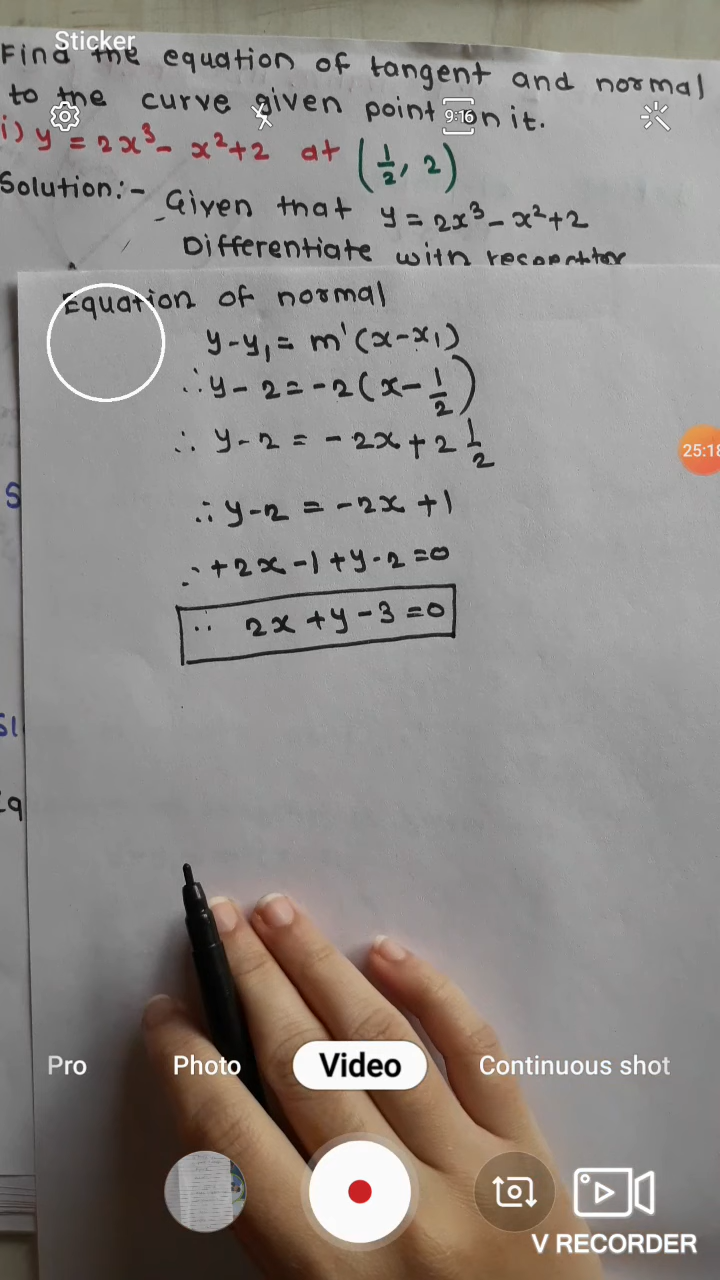 Sticker
Find the equation of tangent and normal
to the curve given point on it.
9:16
i) y = 2x³- x²+2 at (1/2, 2)
Solution:- Given that y = 2x³-x²+2
Differentiate with
Equation of normal
y-y₁= m'(x-x₁)
∴y- 2=-2(x-1/2)
25:18
∴ y-2 = -2x+2 1/2
S
∴y-2 = -2x +1
∴+2x-1+y-2=0
∴ 2x+y-3=0
Sl
Eq
Pro Photo Video Continuous shot
V RECORDER